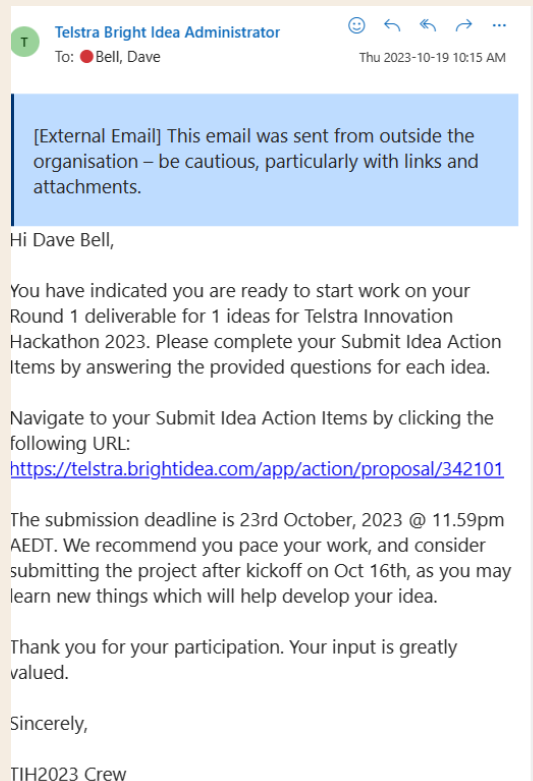 T
Telstra Bright Idea Administrator
To: Bell, Dave
Thu 2023-10-19 10:15 AM
[External Email] This email was sent from outside the
organisation – be cautious, particularly with links and
attachments.
Hi Dave Bell,
You have indicated you are ready to start work on your
Round 1 deliverable for 1 ideas for Telstra Innovation
Hackathon 2023. Please complete your Submit Idea Action
Items by answering the provided questions for each idea.
Navigate to your Submit Idea Action Items by clicking the
following URL:
https://telstra.brightidea.com/app/action/proposal/342101
The submission deadline is 23rd October, 2023 @ 11.59pm
AEDT. We recommend you pace your work, and consider
submitting the project after kickoff on Oct 16th, as you may
learn new things which will help develop your idea.
Thank you for your participation. Your input is greatly
valued.
Sincerely,
TIH2023 Crew